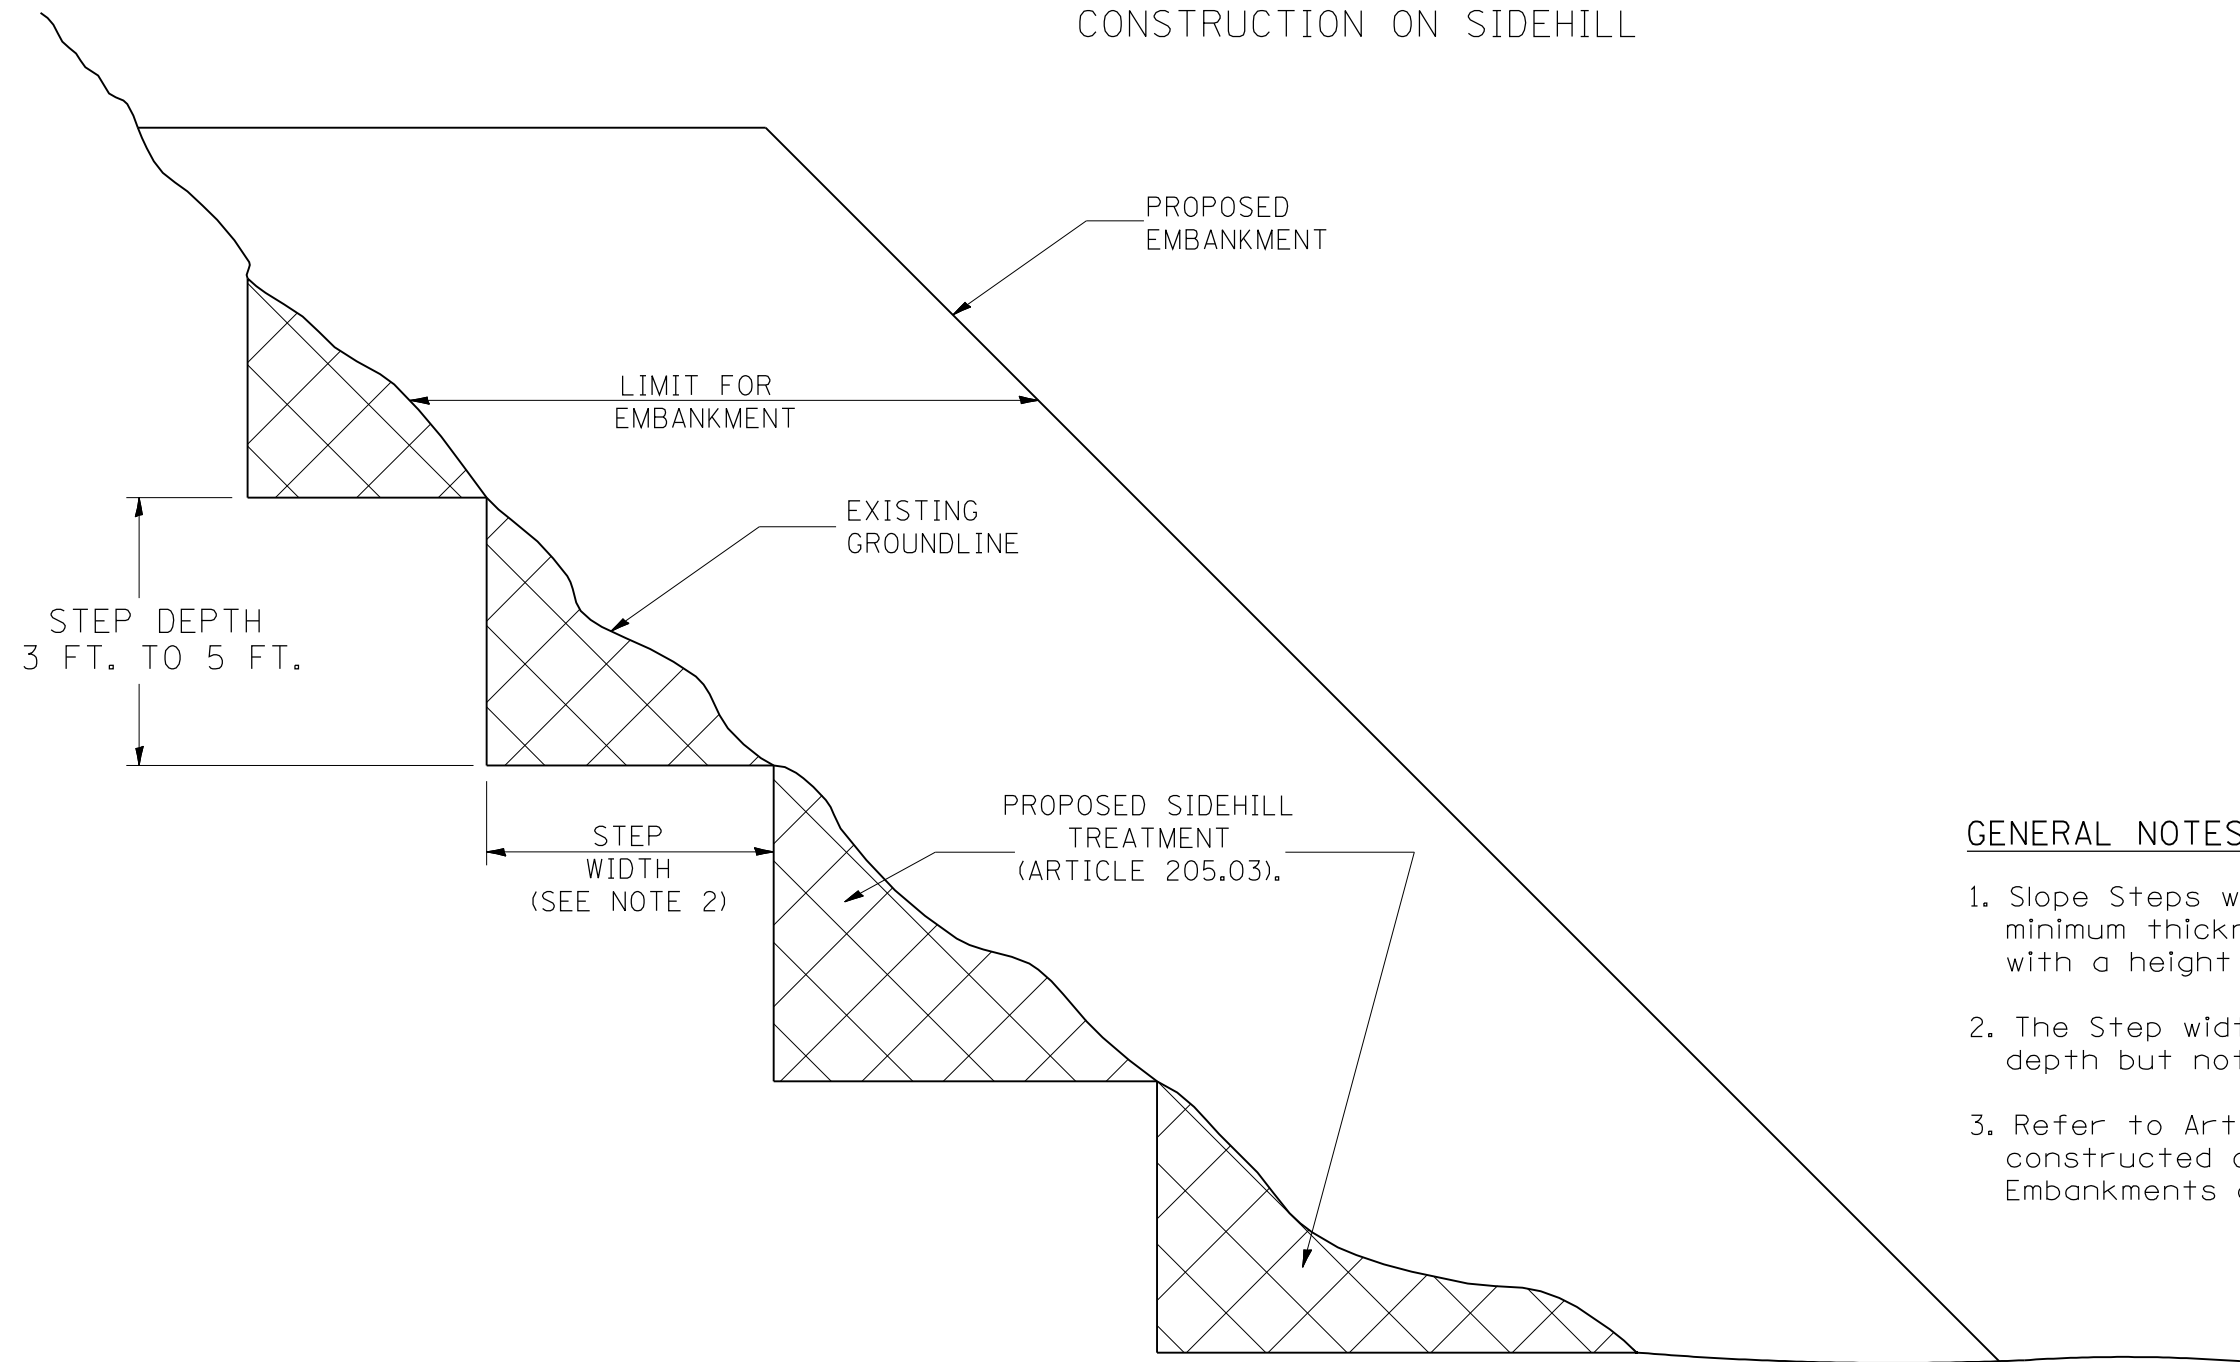 CONSTRUCTION ON SIDEHILL
PROPOSED
EMBANKMENT
LIMIT FOR
EMBANKMENT
EXISTING
GROUNDLINE
STEP DEPTH
3 FT. TO 5 FT.
STEP
WIDTH
(SEE NOTE 2)
PROPOSED SIDEHILL
TREATMENT
(ARTICLE 205.03).
GENERAL NOTES
1. Slope Steps
minimum
with a height
2. The Step
depth but
3. Refer to
constructed
Embankments